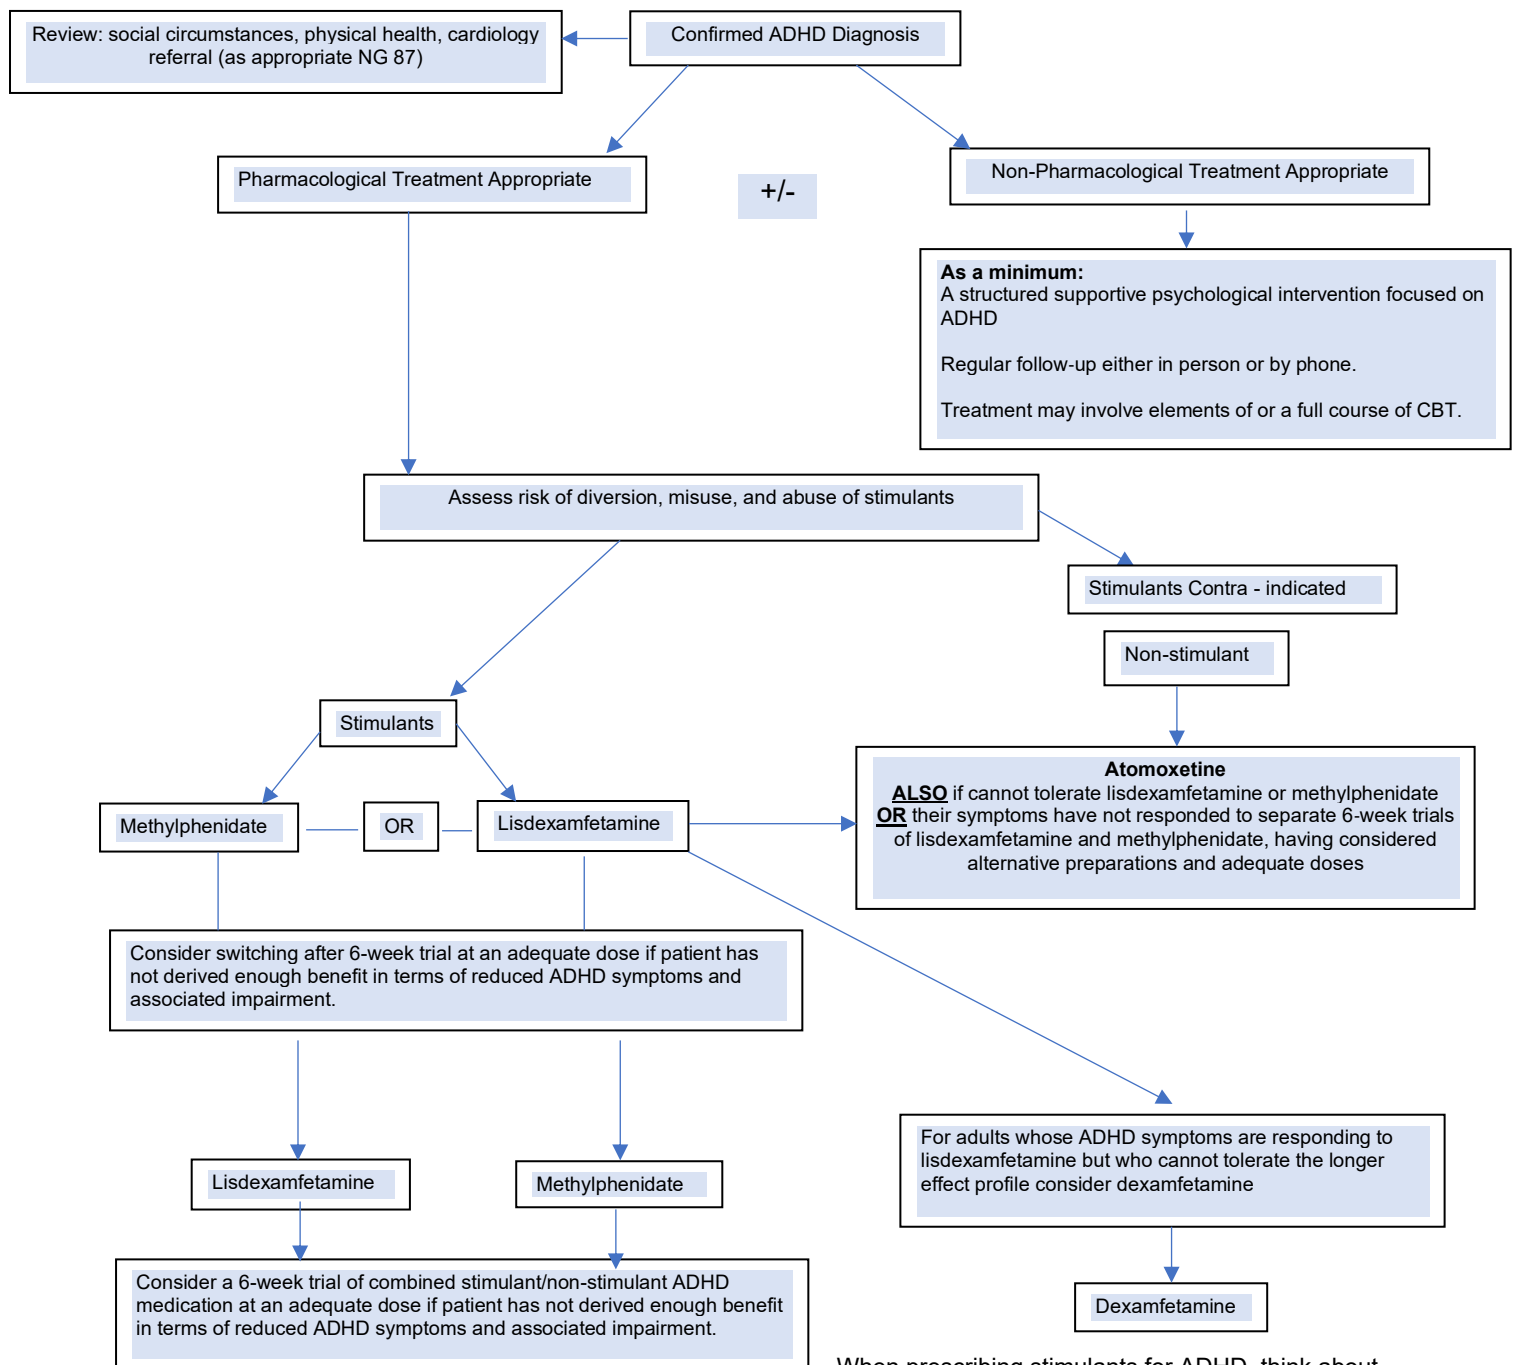 Review: social circumstances, physical health, cardiology
referral (as appropriate NG 87)
Confirmed ADHD Diagnosis
Pharmacological Treatment Appropriate
+/-
Non-Pharmacological Treatment Appropriate
As a minimum:
A structured supportive psychological intervention focused on
ADHD
Regular follow-up either in person or by phone.
Treatment may involve elements of or a full course of CBT.
Assess risk of diversion, misuse, and abuse of stimulants
Stimulants Contra - indicated
Non-stimulant
Stimulants
Atomoxetine
ALSO if cannot tolerate lisdexamfetamine or methylphenidate
OR their symptoms have not responded to separate 6-week trials
of lisdexamfetamine and methylphenidate, having considered
alternative preparations and adequate doses
Methylphenidate
OR
Lisdexamfetamine
Consider switching after 6-week trial at an adequate dose if patient has
not derived enough benefit in terms of reduced ADHD symptoms and
associated impairment.
For adults whose ADHD symptoms are responding to
lisdexamfetamine but who cannot tolerate the longer
effect profile consider dexamfetamine
Lisdexamfetamine
Methylphenidate
Consider a 6-week trial of combined stimulant/non-stimulant ADHD
medication at an adequate dose if patient has not derived enough benefit
in terms of reduced ADHD symptoms and associated impairment.
Dexamfetamine
When prescribing stimulants for ADHD, think about